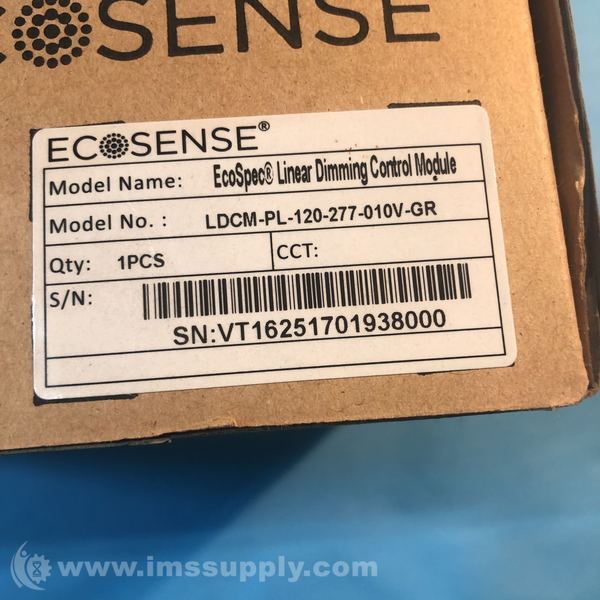 ECOSENSE
ECOSENSE®
Model Name: EcoSpec® Linear Dimming Control Module
Model No. : LDCM-PL-120-277-010V-GR
Qty: 1PCS CCT:
S/N:
SN:VT16251701938000
www.imssupply.com